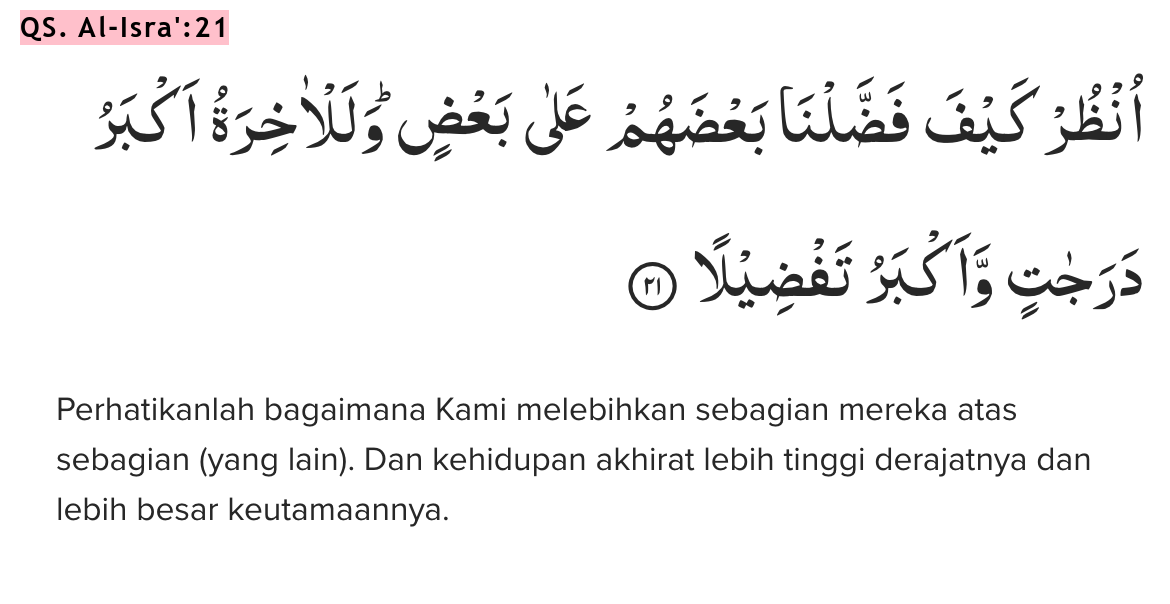 QS. Al-Isra':21
اُنْظُرْ كَيْفَ فَضَّلْنَا بَعْضَهُمْ عَلٰى بَعْضٍۗ وَلَلْاٰخِرَةُ اَكْبَرُ
دَرَجٰتٍ وَّاَكْبَرُ تَفْضِيْلًا ٢١
Perhatikanlah bagaimana Kami melebihkan sebagian mereka atas
sebagian (yang lain). Dan kehidupan akhirat lebih tinggi derajatnya dan
lebih besar keutamaannya.